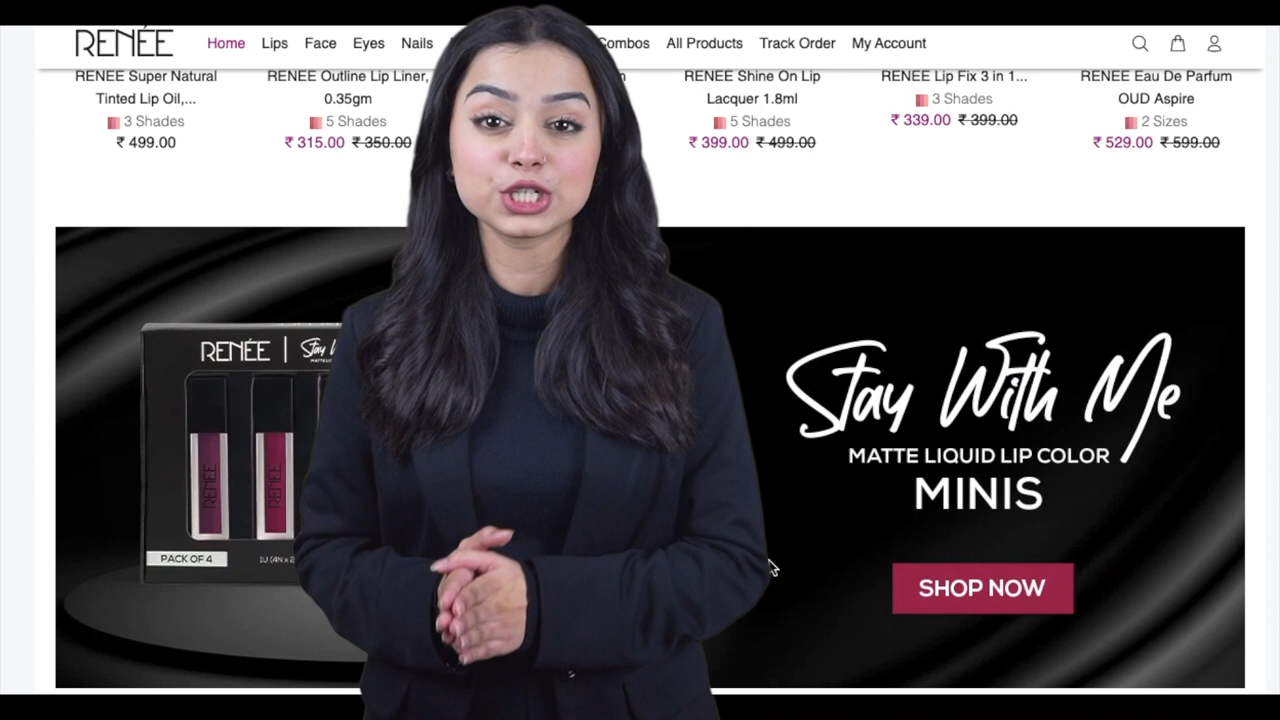 RENÉE
Home Lips Face Eyes Nails Combos All Products Track Order My Account
RENEE Super Natural Tinted Lip Oil,...
3 Shades
₹ 499.00
RENEE Outline Lip Liner, 0.35gm
5 Shades
₹ 315.00 ₹ 350.00
RENEE Shine On Lip Lacquer 1.8ml
5 Shades
₹ 399.00 ₹ 499.00
RENEE Lip Fix 3 in 1...
3 Shades
₹ 339.00 ₹ 399.00
RENEE Eau De Parfum OUD Aspire
2 Sizes
₹ 529.00 ₹ 599.00
RENÉE | Stay
RENÉE
RENÉE
PACK OF 4
Stay With Me
MATTE LIQUID LIP COLOR
MINIS
SHOP NOW